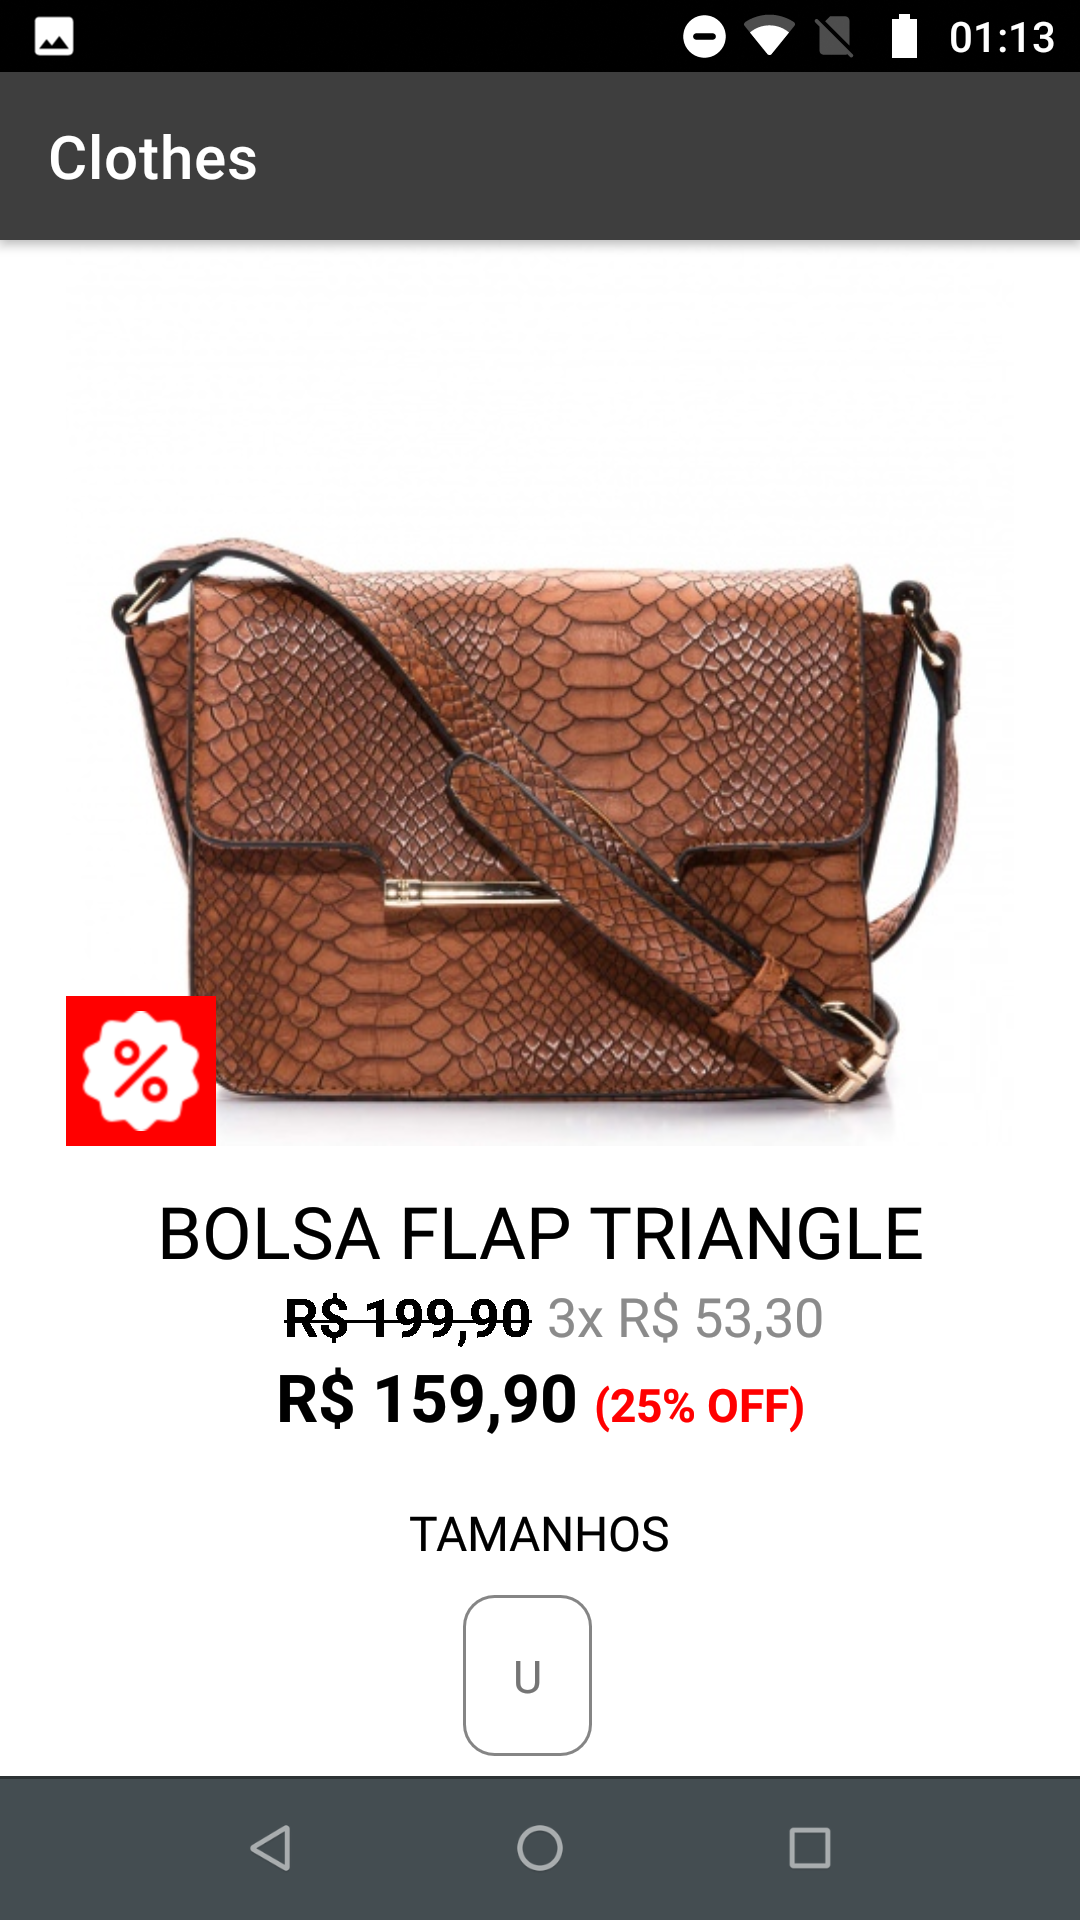 01:13
Clothes
BOLSA FLAP TRIANGLE
R$ 199,90 3x R$ 53,30
R$ 159,90 (25% OFF)
TAMANHOS
U